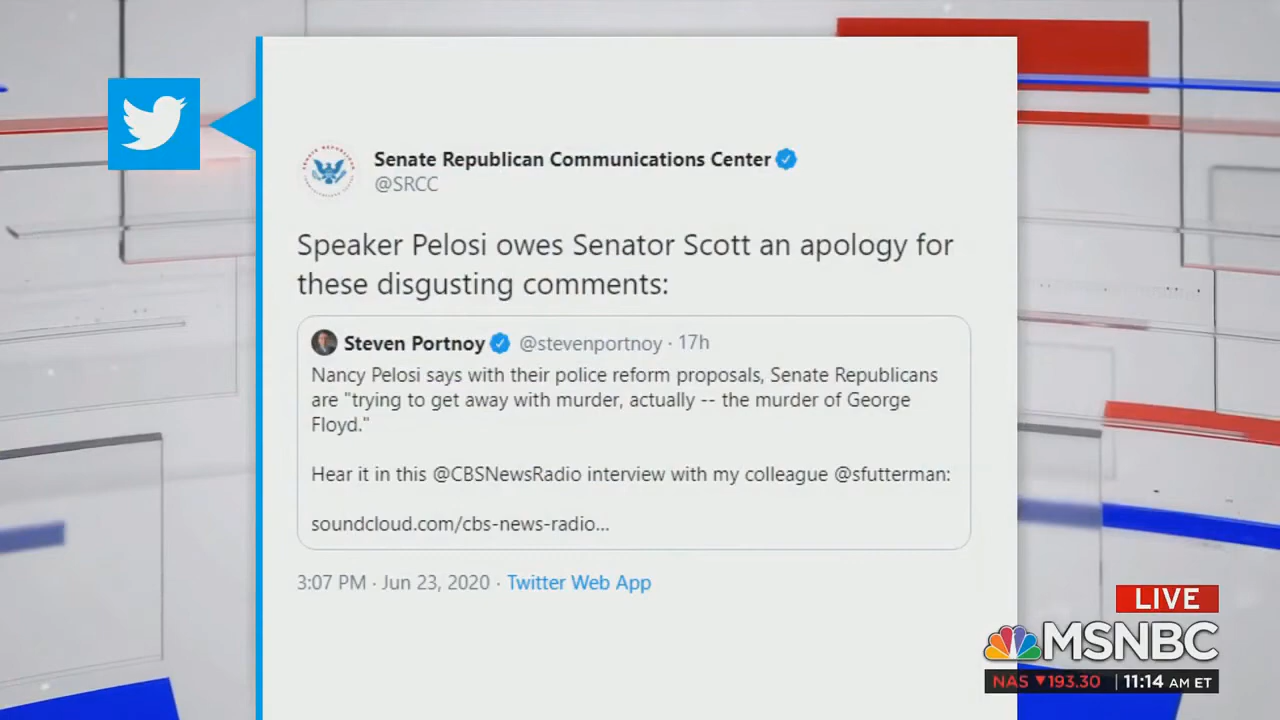 Senate Republican Communications Center
@SRCC
Speaker Pelosi owes Senator Scott an apology for
these disgusting comments:
Steven Portnoy @stevenportnoy · 17h
Nancy Pelosi says with their police reform proposals, Senate Republicans
are "trying to get away with murder, actually -- the murder of George
Floyd."
Hear it in this @CBSNewsRadio interview with my colleague @sfutterman:
soundcloud.com/cbs-news-radio...
3:07 PM · Jun 23, 2020 · Twitter Web App
LIVE
MSNBC
NAS ▼193.30 | 11:14 AM ET